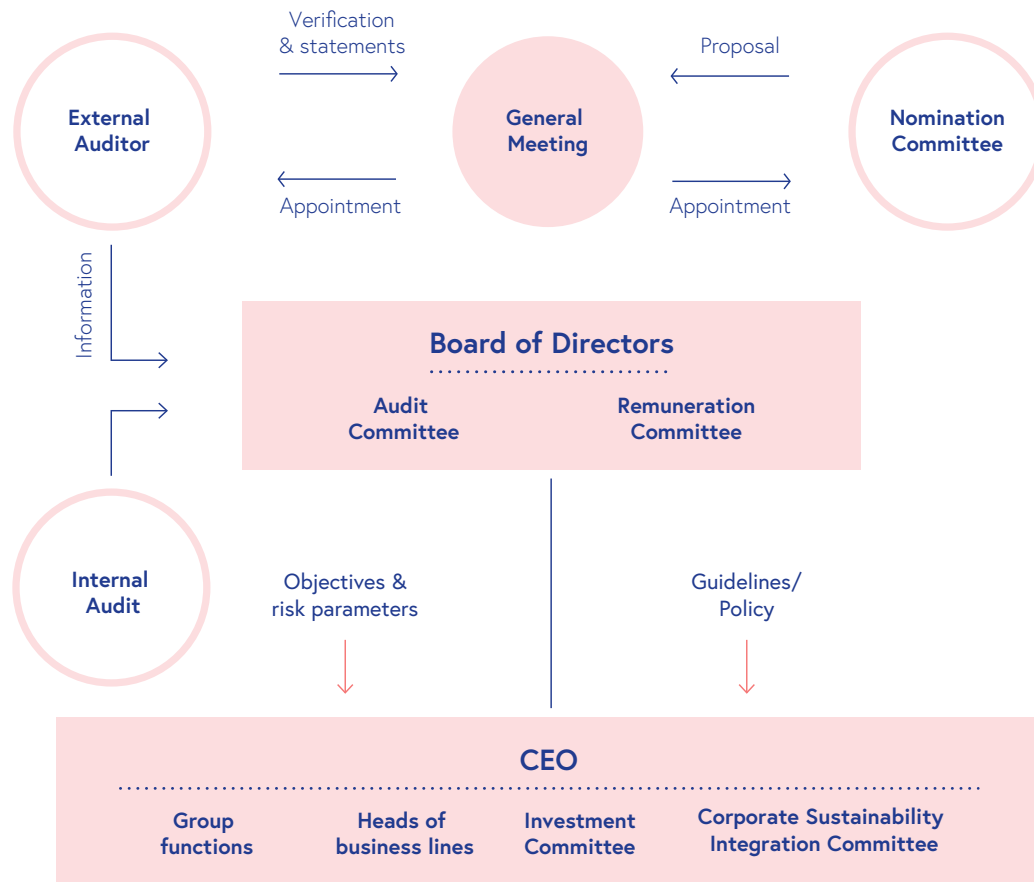 Verification
& statements
Proposal
External
Auditor
General
Meeting
Nomination
Committee
Appointment
Appointment
Information
Board of Directors
Audit
Committee
Remuneration
Committee
Internal
Audit
Objectives &
risk parameters
Guidelines/
Policy
CEO
Group
functions
Heads of
business lines
Investment
Committee
Corporate Sustainability
Integration Committee